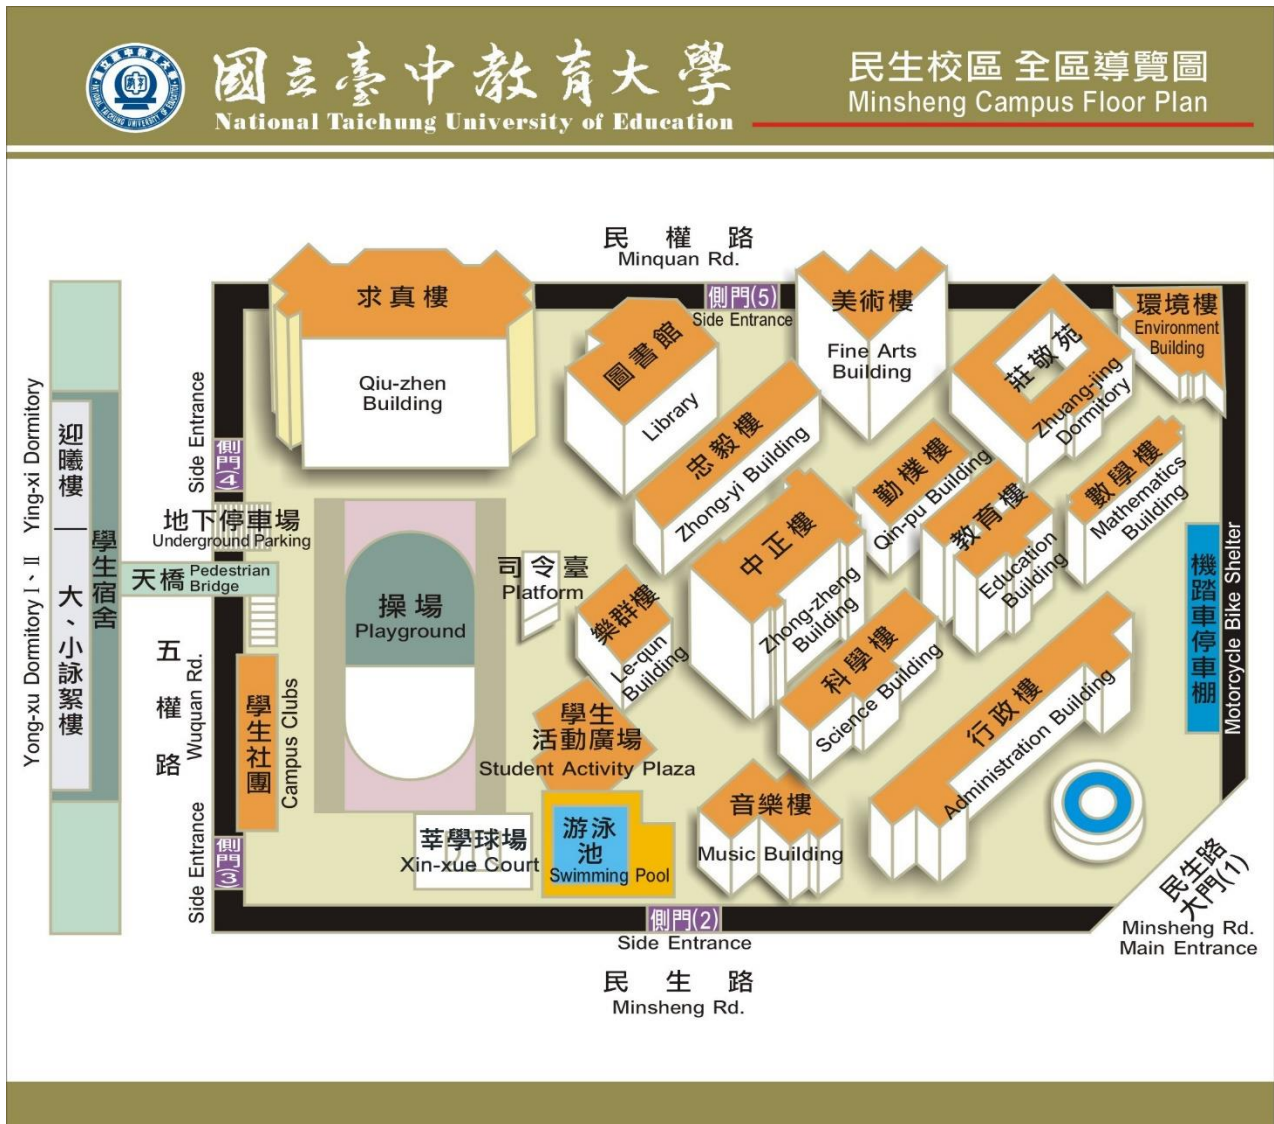 國立臺中教育大學
National Taichung University of Education
民生校區 全區導覽圖
Minsheng Campus Floor Plan
民權路
Minquan Rd.
側門(5)
Side Entrance
求真樓
Qiu-zhen
Building
圖書館
Library
美術樓
Fine Arts
Building
莊敬苑
Zhuang-jing
Dormitory
環境樓
Environment
Building
忠毅樓
Zhong-yi Building
勤樸樓
Qin-pu Building
教育樓
Education
Building
數學樓
Mathematics
Building
中正樓
Zhong-zheng
Building
Side Entrance
側門(4)
地下停車場
Underground Parking
天橋
Pedestrian
Bridge
迎曦樓
Ying-xi Dormitory
大、小詠絮樓
Yong-xu Dormitory I、II
學生宿舍
五權路
Wuquan Rd.
操場
Playground
司令臺
Platform
樂群樓
Le-qun
Building
科學樓
Science Building
行政樓
Administration Building
機踏車停車棚
Motorcycle Bike Shelter
學生社團
Campus Clubs
學生
活動廣場
Student Activity Plaza
音樂樓
Music Building
莘學球場
Xin-xue Court
游泳
池
Swimming Pool
Side Entrance
側門(3)
側門(2)
Side Entrance
民生路
大門(1)
Minsheng Rd.
Main Entrance
民生路
Minsheng Rd.